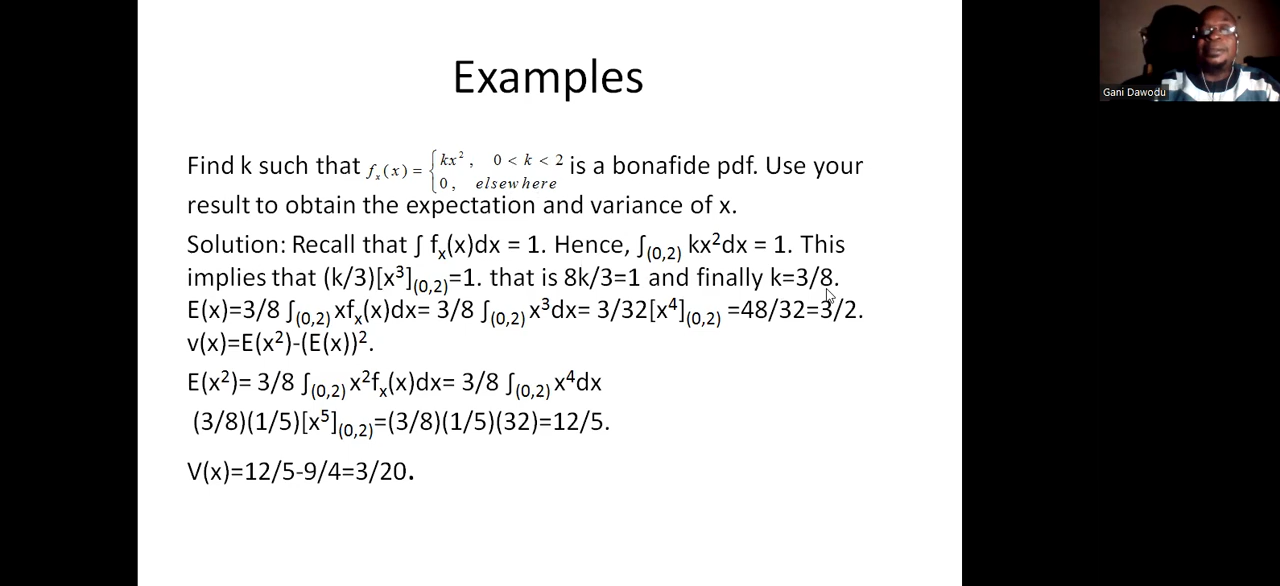 Examples
Gani Dawodu
Find k such that fₓ(x) = { kx², 0 < k < 2 is a bonafide pdf. Use your
0, elsewhere
result to obtain the expectation and variance of x.
Solution: Recall that ∫ fₓ(x)dx = 1. Hence, ∫₍₀,₂₎ kx²dx = 1. This
implies that (k/3)[x³]₍₀,₂₎=1. that is 8k/3=1 and finally k=3/8.
E(x)=3/8 ∫₍₀,₂₎ xfₓ(x)dx= 3/8 ∫₍₀,₂₎ x³dx= 3/32[x⁴]₍₀,₂₎ =48/32=3/2.
v(x)=E(x²)-(E(x))².
E(x²)= 3/8 ∫₍₀,₂₎ x²fₓ(x)dx= 3/8 ∫₍₀,₂₎ x⁴dx
(3/8)(1/5)[x⁵]₍₀,₂₎=(3/8)(1/5)(32)=12/5.
V(x)=12/5-9/4=3/20.